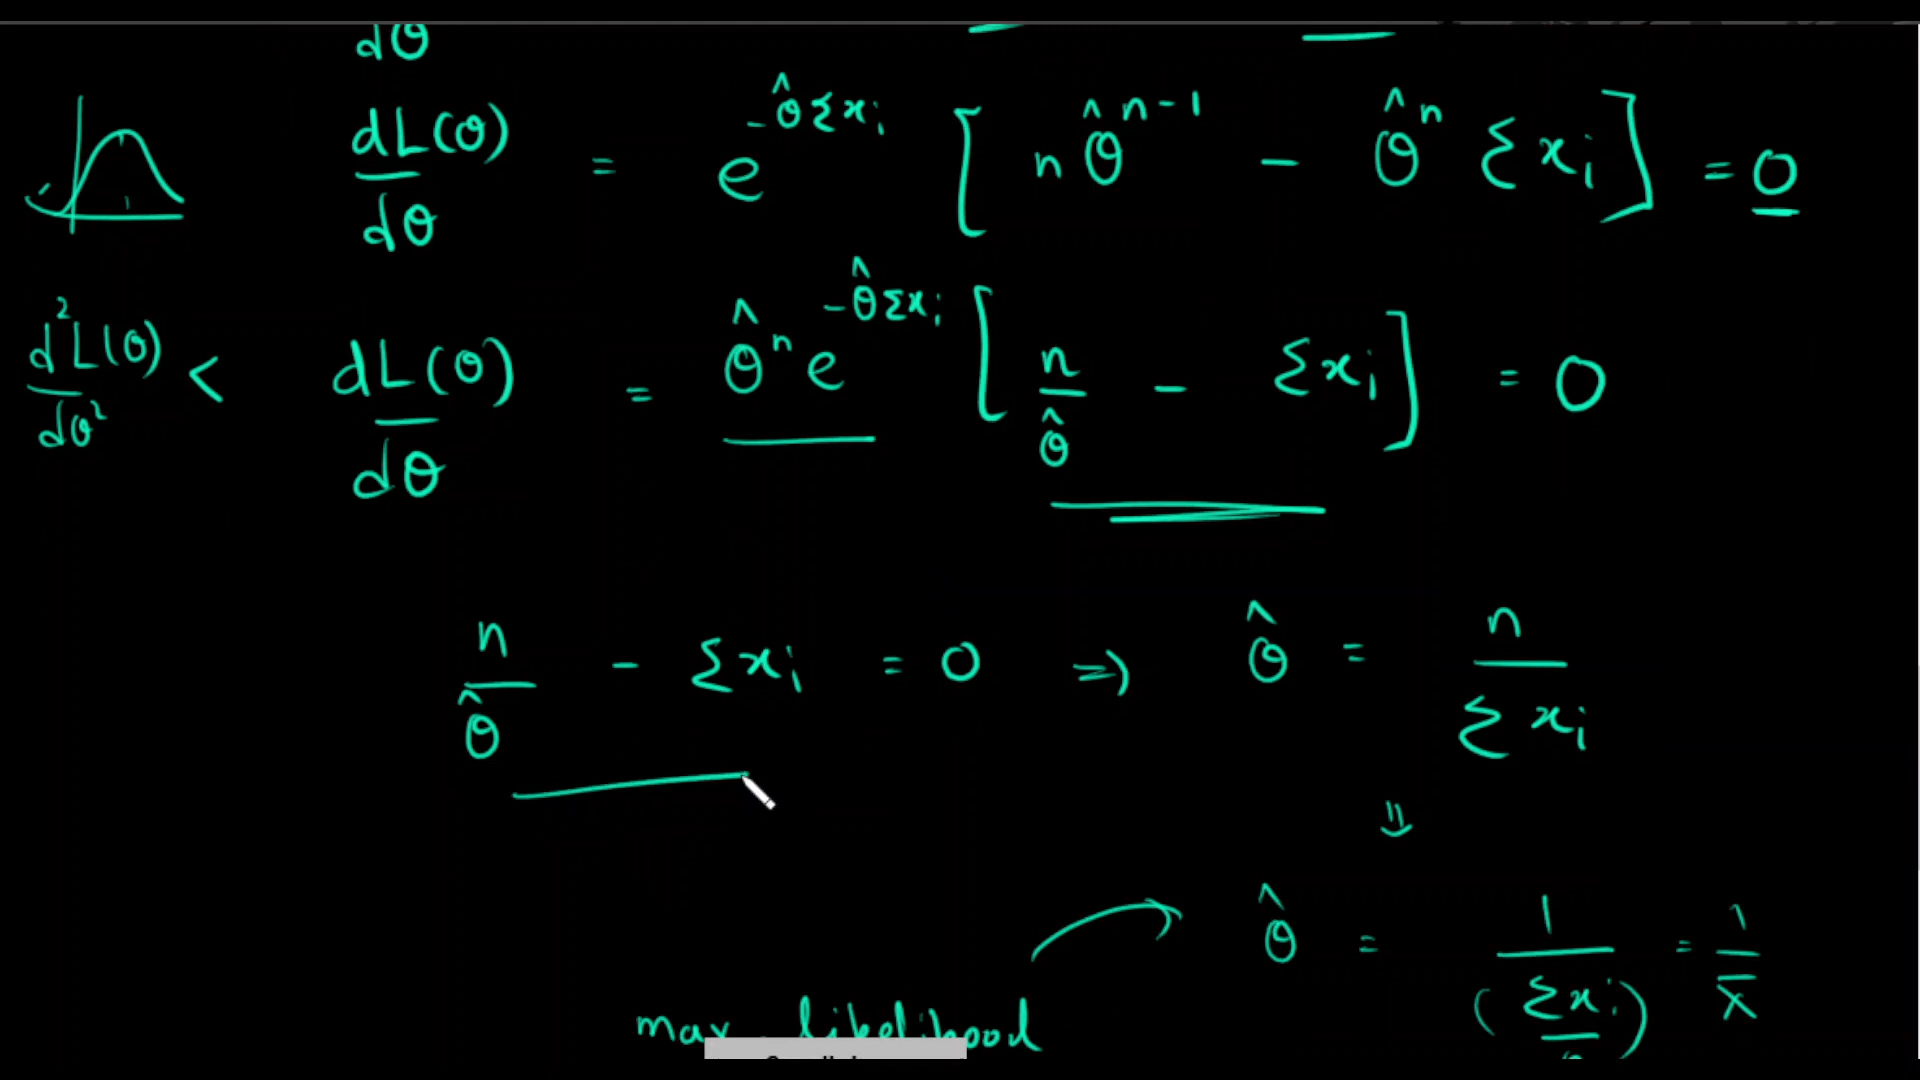 dθ
dL(θ)/dθ = e^(-θ̂Σxᵢ) [nθ̂^(n-1) - θ̂^n Σxᵢ] = 0
d²L(θ)/dθ² <
dL(θ)/dθ = θ̂^n e^(-θ̂Σxᵢ) [n/θ̂ - Σxᵢ] = 0
n/θ̂ - Σxᵢ = 0 ⇒ θ̂ = n/Σxᵢ
⇓
θ̂ = 1/(Σxᵢ/n) = 1/x̄
max. likelihood